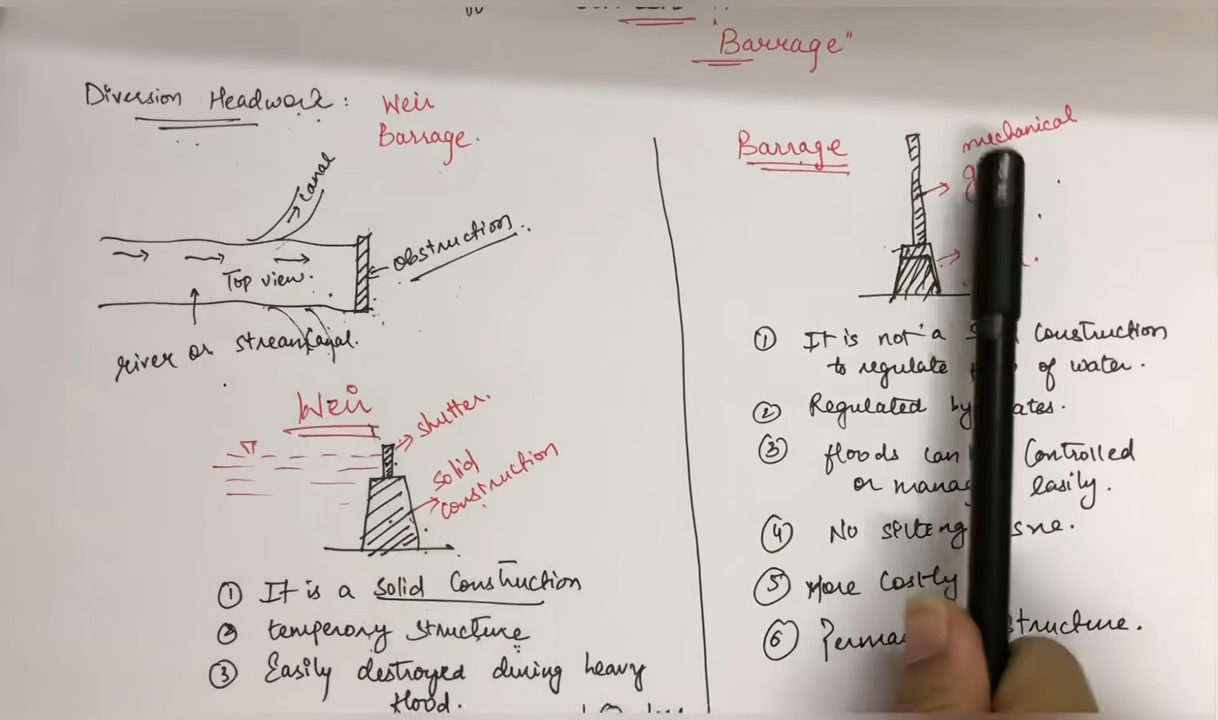 Barrage"
Diversion Headwork:
Weir
Barrage.
Canal
obstruction.
Top view.
river or stream
Canal.
Weir
shutter.
solid
construction
① It is a solid Construction
② temperory structure
③ Easily destroyed during heavy
flood.
Barrage
mechanical
① It is not a construction
to regulate of water.
② Regulated by
③ floods can Controlled
or easily.
④ No
⑤ More Costly
⑥ structure.